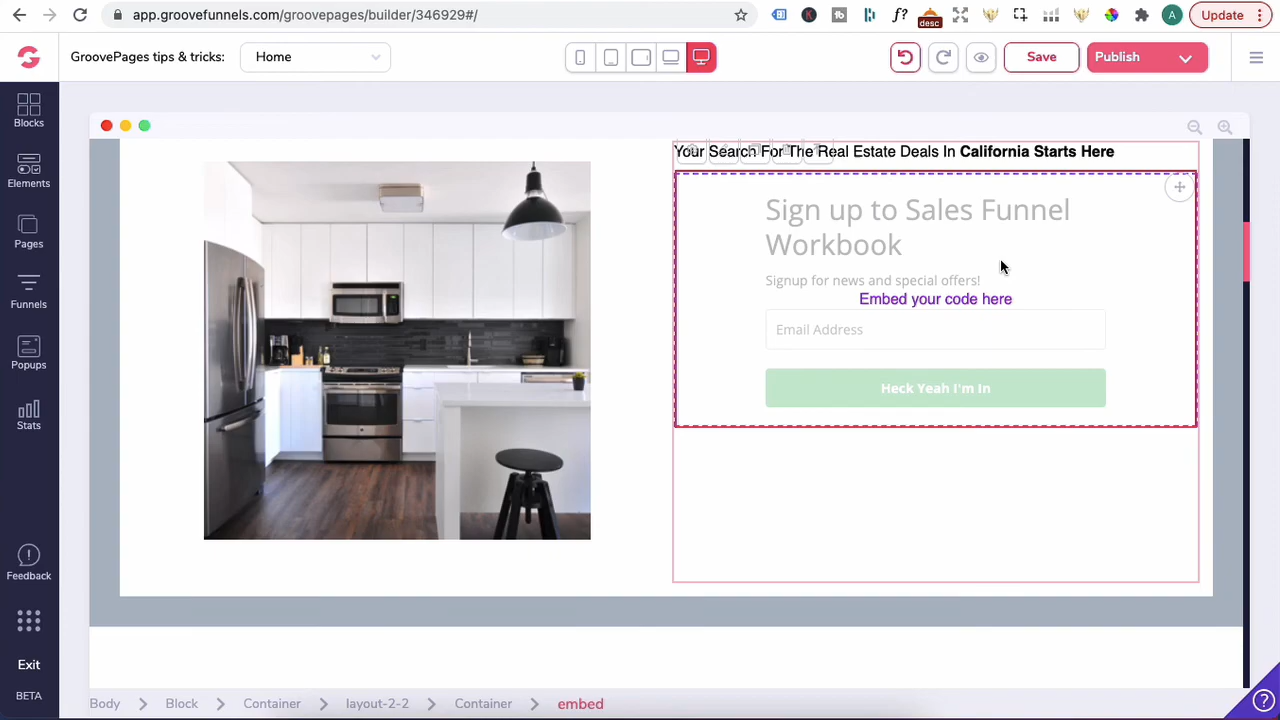 app.groovefunnels.com/groovepages/builder/346929#/
f?
desc
A
Update
GroovePages tips & tricks:
Home
Save
Publish
Blocks
Elements
Pages
Funnels
Popups
Stats
Feedback
Exit
BETA
Your Search For The Real Estate Deals In California Starts Here
Sign up to Sales Funnel
Workbook
Signup for news and special offers!
Embed your code here
Email Address
Heck Yeah I'm In
Body
Block
Container
layout-2-2
Container
embed